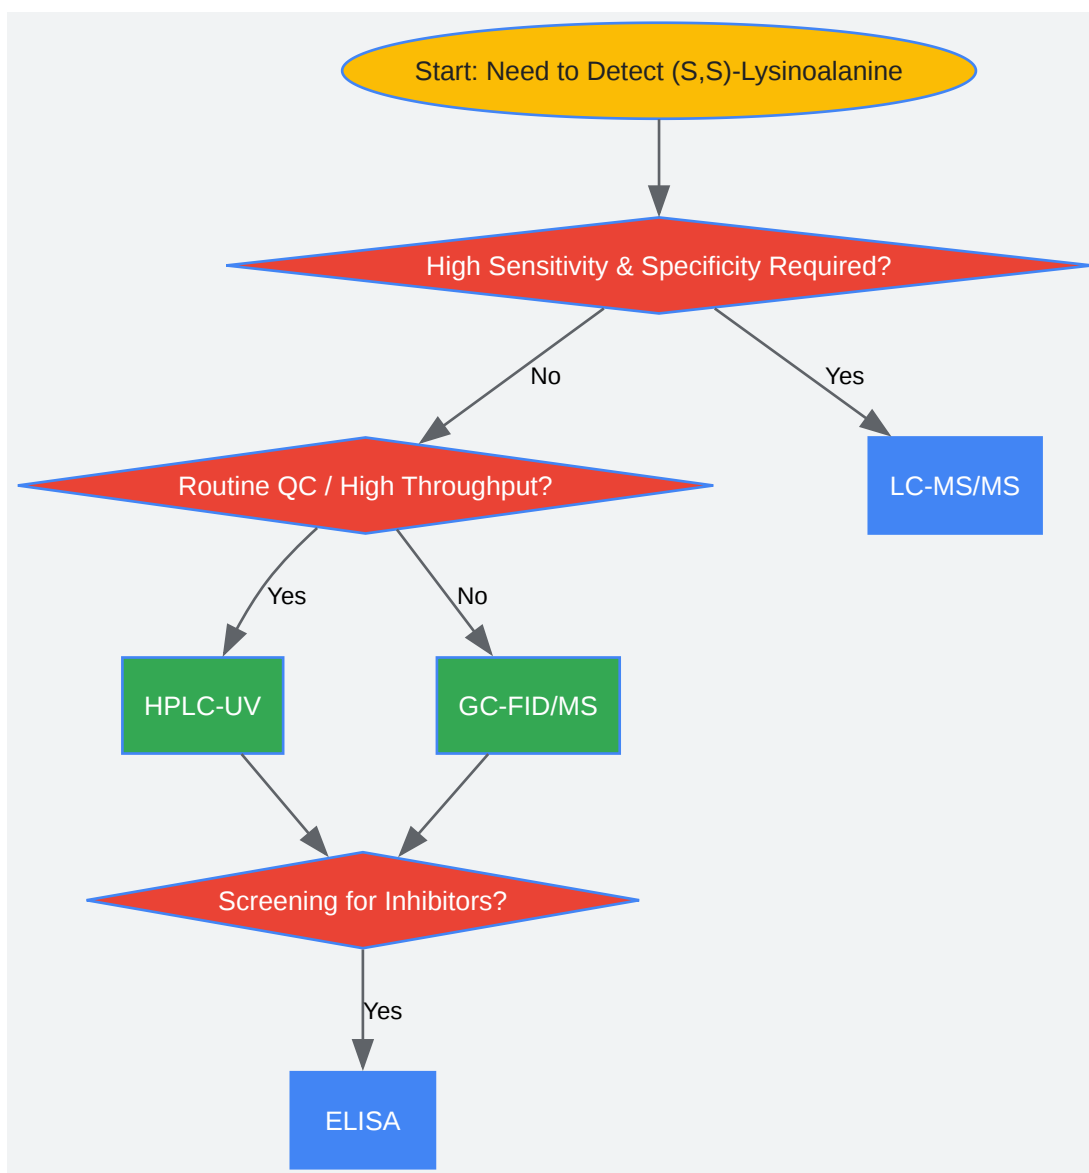 Start: Need to Detect (S,S)-Lysinoalanine
High Sensitivity & Specificity Required?
No
Yes
Routine QC / High Throughput?
LC-MS/MS
Yes
No
HPLC-UV
GC-FID/MS
Screening for Inhibitors?
Yes
ELISA